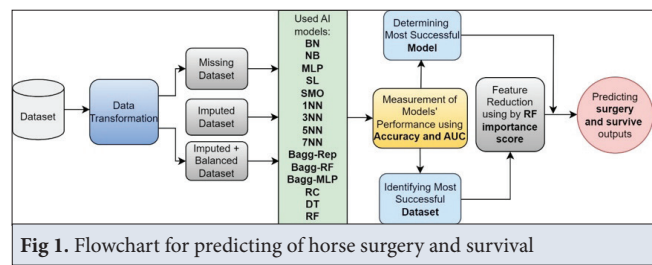 Dataset
Data
Transformation
Missing
Dataset
Imputed
Dataset
Imputed +
Balanced
Dataset
Used AI
models:
BN
NB
MLP
SL
SMO
1NN
3NN
5NN
7NN
Bagg-Rep
Bagg-RF
Bagg-MLP
RC
DT
RF
Determining Most
Successful
Model
Measurement of
Models'
Performance using
Accuracy and AUC
Identifying Most
Successful
Dataset
Feature
Reduction
using by RF
importance
score
Predicting
surgery
and survive
outputs
Fig 1. Flowchart for predicting of horse surgery and survival